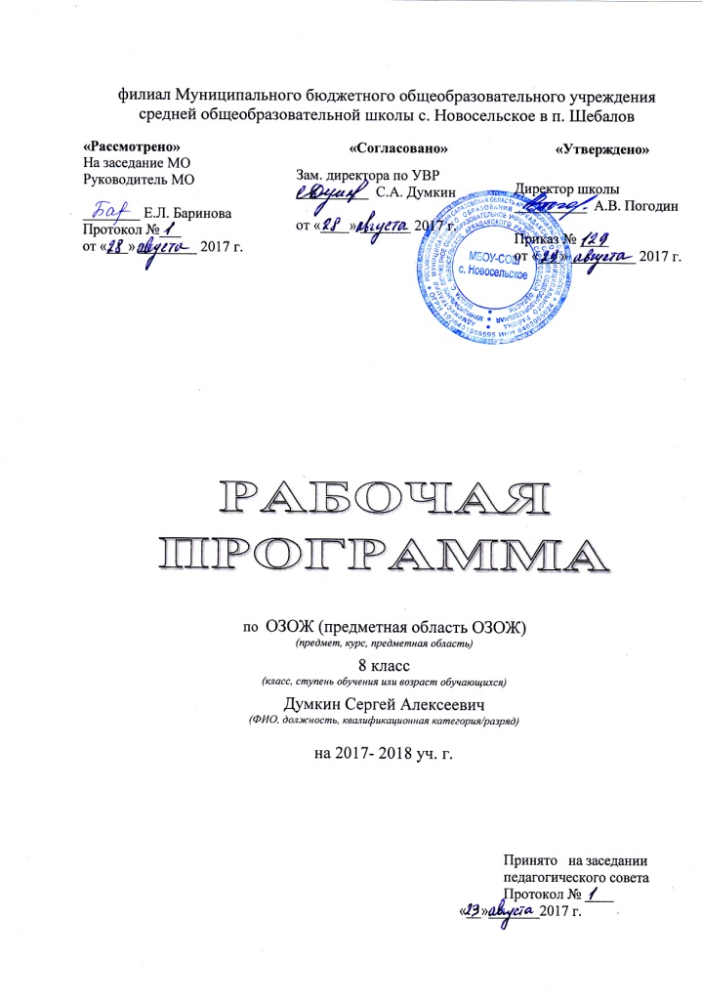 филиал Муниципального бюджетного общеобразовательного учреждения
средней общеобразовательной школы с. Новосельское в п. Шебалов
«Рассмотрено»
На заседание МО
Руководитель МО
Бар Е.Л. Баринова
Протокол № 1
от «28» августа 2017 г.
«Согласовано»
Зам. директора по УВР
С.А. Думкин
от «28» августа 2017 г.
«Утверждено»
Директор школы
А.В. Погодин
Приказ № 129
от «29» августа 2017 г.
МБОУ-СОШ
с. Новосельское
РАБОЧАЯ
ПРОГРАММА
по ОЗОЖ (предметная область ОЗОЖ)
(предмет, курс, предметная область)
8 класс
(класс, ступень обучения или возраст обучающихся)
Думкин Сергей Алексеевич
(ФИО, должность, квалификационная категория/разряд)
на 2017- 2018 уч. г.
Принято на заседании
педагогического совета
Протокол № 1
«29» августа 2017 г.